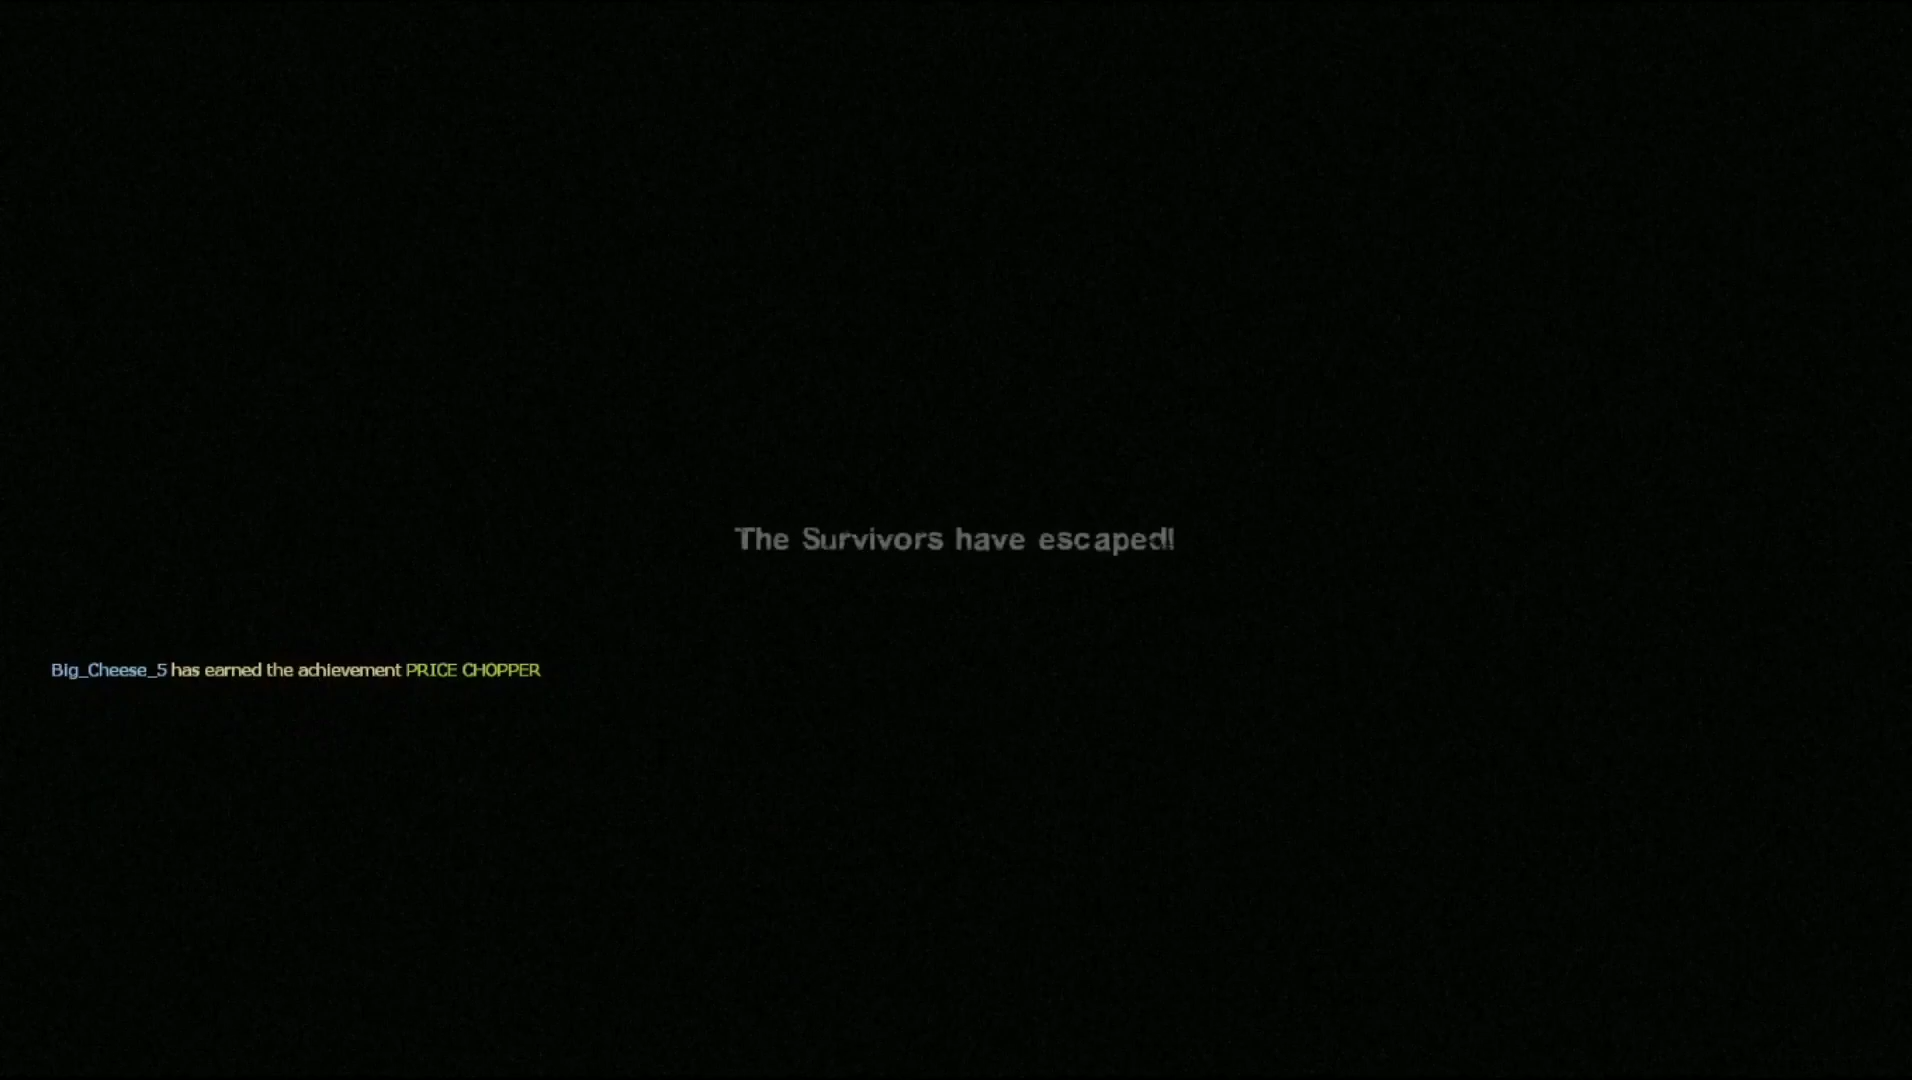 The Survivors have escaped!
Big_Cheese_5 has earned the achievement PRICE CHOPPER